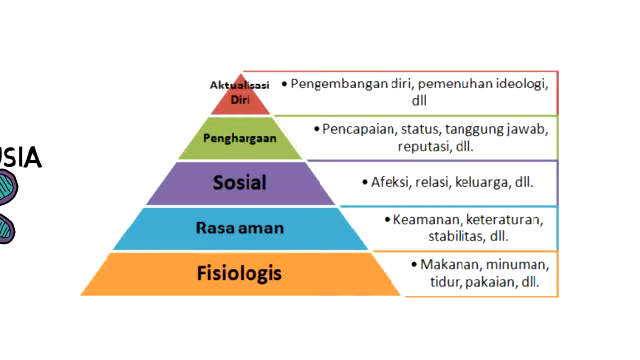 USIA
Aktualisasi
Diri
• Pengembangan diri, pemenuhan ideologi,
dll
Penghargaan
• Pencapaian, status, tanggung jawab,
reputasi, dll.
Sosial
• Afeksi, relasi, keluarga, dll.
Rasa aman
• Keamanan, keteraturan,
stabilitas, dll.
Fisiologis
• Makanan, minuman,
tidur, pakaian, dll.